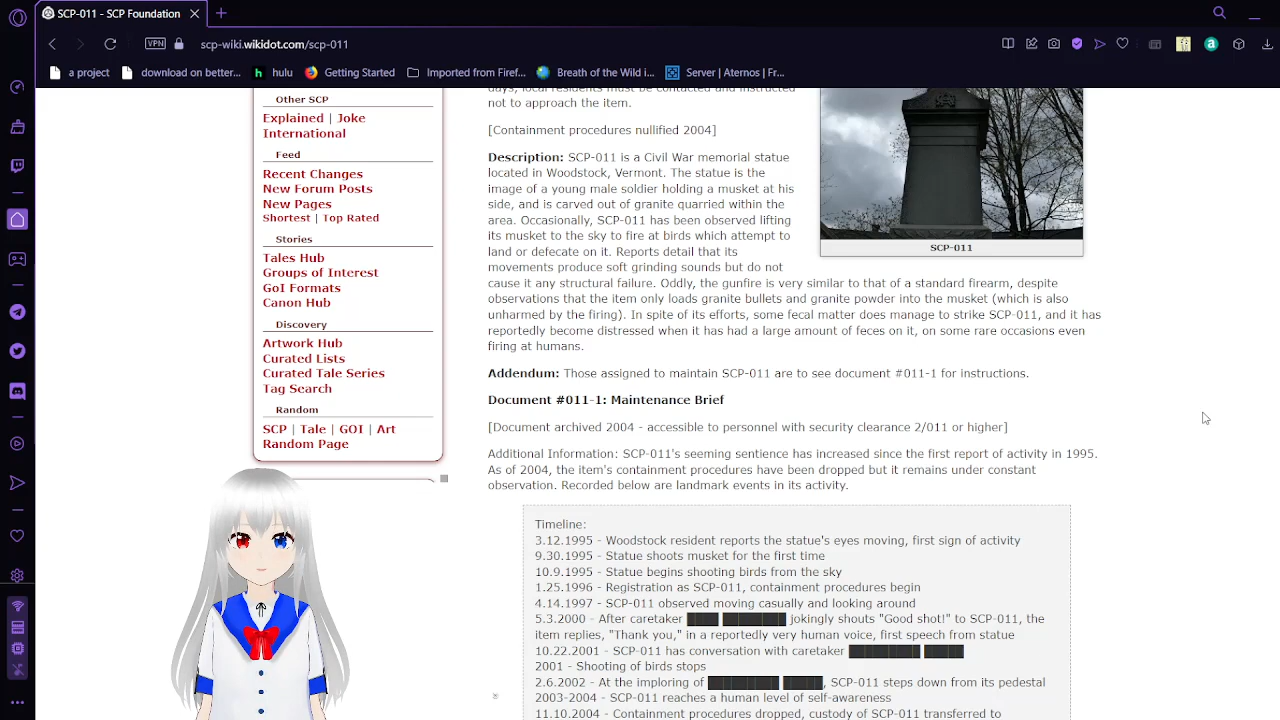 SCP-011 - SCP Foundation
VPN
scp-wiki.wikidot.com/scp-011
a project
download on better...
hulu
Getting Started
Imported from Firef...
Breath of the Wild i...
Server | Aternos | Fr...
Other SCP
Explained | Joke
International
Feed
Recent Changes
New Forum Posts
New Pages
Shortest | Top Rated
Stories
Tales Hub
Groups of Interest
GoI Formats
Canon Hub
Discovery
Artwork Hub
Curated Lists
Curated Tale Series
Tag Search
Random
SCP | Tale | GOI | Art
Random Page
days, local residents must be contacted and instructed
not to approach the item.
[Containment procedures nullified 2004]
Description: SCP-011 is a Civil War memorial statue
located in Woodstock, Vermont. The statue is the
image of a young male soldier holding a musket at his
side, and is carved out of granite quarried within the
area. Occasionally, SCP-011 has been observed lifting
its musket to the sky to fire at birds which attempt to
land or defecate on it. Reports detail that its
movements produce soft grinding sounds but do not
cause it any structural failure. Oddly, the gunfire is very similar to that of a standard firearm, despite
observations that the item only loads granite bullets and granite powder into the musket (which is also
unharmed by the firing). In spite of its efforts, some fecal matter does manage to strike SCP-011, and it has
reportedly become distressed when it has had a large amount of feces on it, on some rare occasions even
firing at humans.
SCP-011
Addendum: Those assigned to maintain SCP-011 are to see document #011-1 for instructions.
Document #011-1: Maintenance Brief
[Document archived 2004 - accessible to personnel with security clearance 2/011 or higher]
Additional Information: SCP-011's seeming sentience has increased since the first report of activity in 1995.
As of 2004, the item's containment procedures have been dropped but it remains under constant
observation. Recorded below are landmark events in its activity.
Timeline:
3.12.1995 - Woodstock resident reports the statue's eyes moving, first sign of activity
9.30.1995 - Statue shoots musket for the first time
10.9.1995 - Statue begins shooting birds from the sky
1.25.1996 - Registration as SCP-011, containment procedures begin
4.14.1997 - SCP-011 observed moving casually and looking around
5.3.2000 - After caretaker ████ ████████ jokingly shouts "Good shot!" to SCP-011, the
item replies, "Thank you," in a reportedly very human voice, first speech from statue
10.22.2001 - SCP-011 has conversation with caretaker █████████ █████
2001 - Shooting of birds stops
2.6.2002 - At the imploring of █████████ █████, SCP-011 steps down from its pedestal
2003-2004 - SCP-011 reaches a human level of self-awareness
11.10.2004 - Containment procedures dropped, custody of SCP-011 transferred to